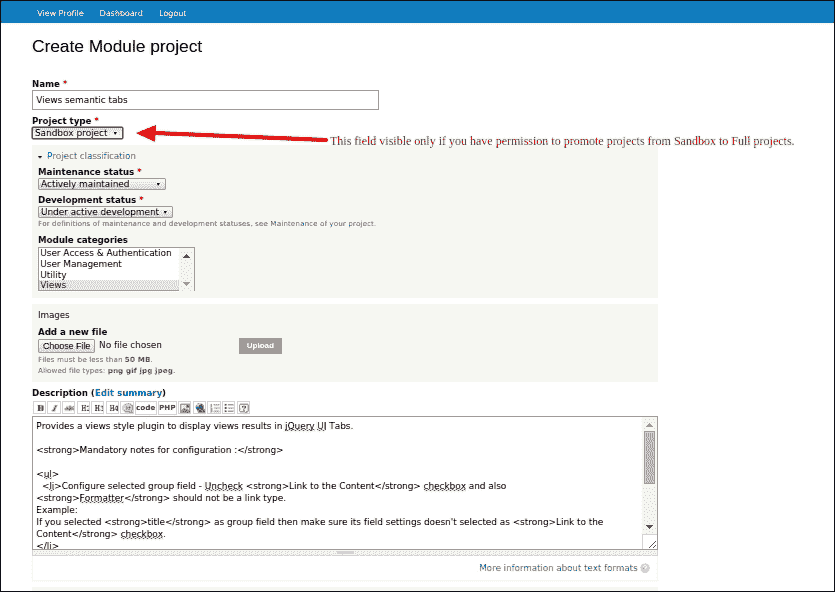 View Profile Dashboard Logout
Create Module project
Name *
Views semantic tabs
Project type *
Sandbox project
This field visible only if you have permission to promote projects from Sandbox to Full projects.
Project classification
Maintenance status *
Actively maintained
Development status *
Under active development
For definitions of maintenance and development statuses, see Maintenance of your project.
Module categories
User Access & Authentication
User Management
Utility
Views
Images
Add a new file
Choose File No file chosen Upload
Files must be less than 50 MB.
Allowed file types: png gif jpg jpeg.
Description (Edit summary)
B I ABC H2 H3 H4 code PHP ?
Provides a views style plugin to display views results in jQuery UI Tabs.
<strong>Mandatory notes for configuration :</strong>
<ul>
<li>Configure selected group field - Uncheck <strong>Link to the Content</strong> checkbox and also
<strong>Formatter</strong> should not be a link type.
Example:
If you selected <strong>title</strong> as group field then make sure its field settings doesn't selected as <strong>Link to the
Content</strong> checkbox.
</li>
More information about text formats ?